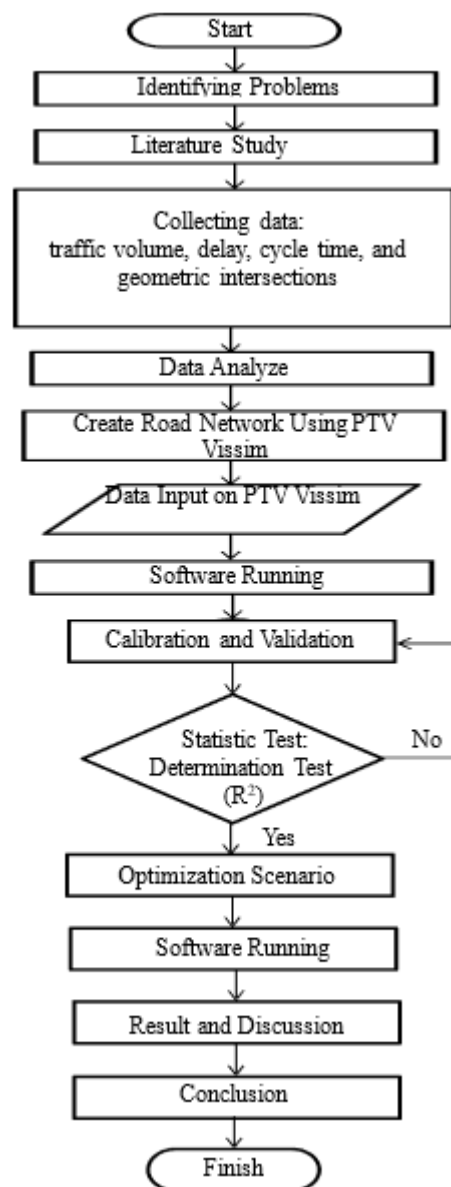 Start
Identifying Problems
Literature Study
Collecting data:
traffic volume, delay, cycle time, and
geometric intersections
Data Analyze
Create Road Network Using PTV
Vissim
Data Input on PTV Vissim
Software Running
Calibration and Validation
Statistic Test:
Determination Test
(R²)
No
Yes
Optimization Scenario
Software Running
Result and Discussion
Conclusion
Finish